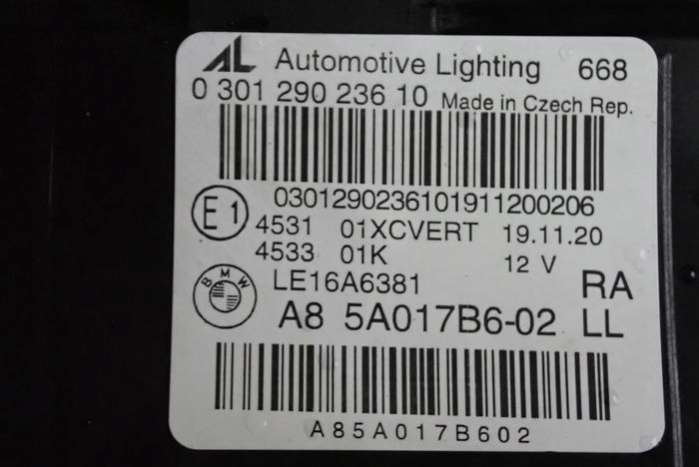 AL Automotive Lighting 668
0 301 290 236 10 Made in Czech Rep.
0301290236101911200206
E1 4531 01XCVERT 19.11.20
4533 01K 12 V
BMW LE16A6381 RA
A8 5A017B6-02 LL
A85A017B602